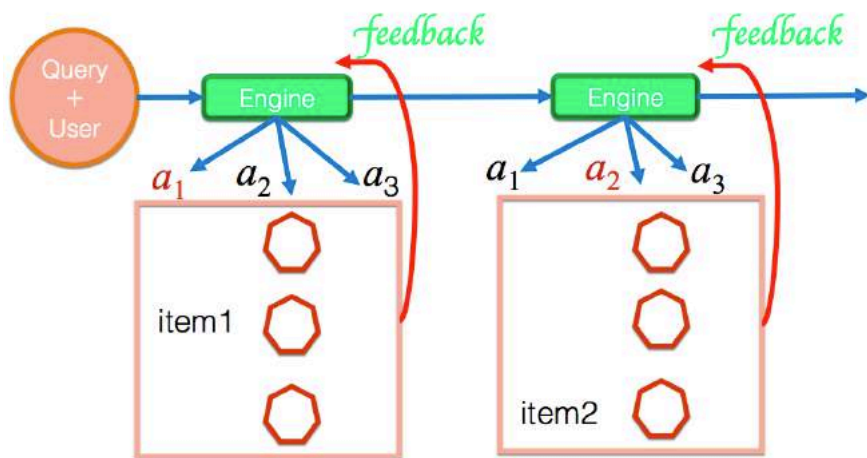 feedback
feedback
Query
+
User
Engine
Engine
a1 a2 a3
a1 a2 a3
item1
item2